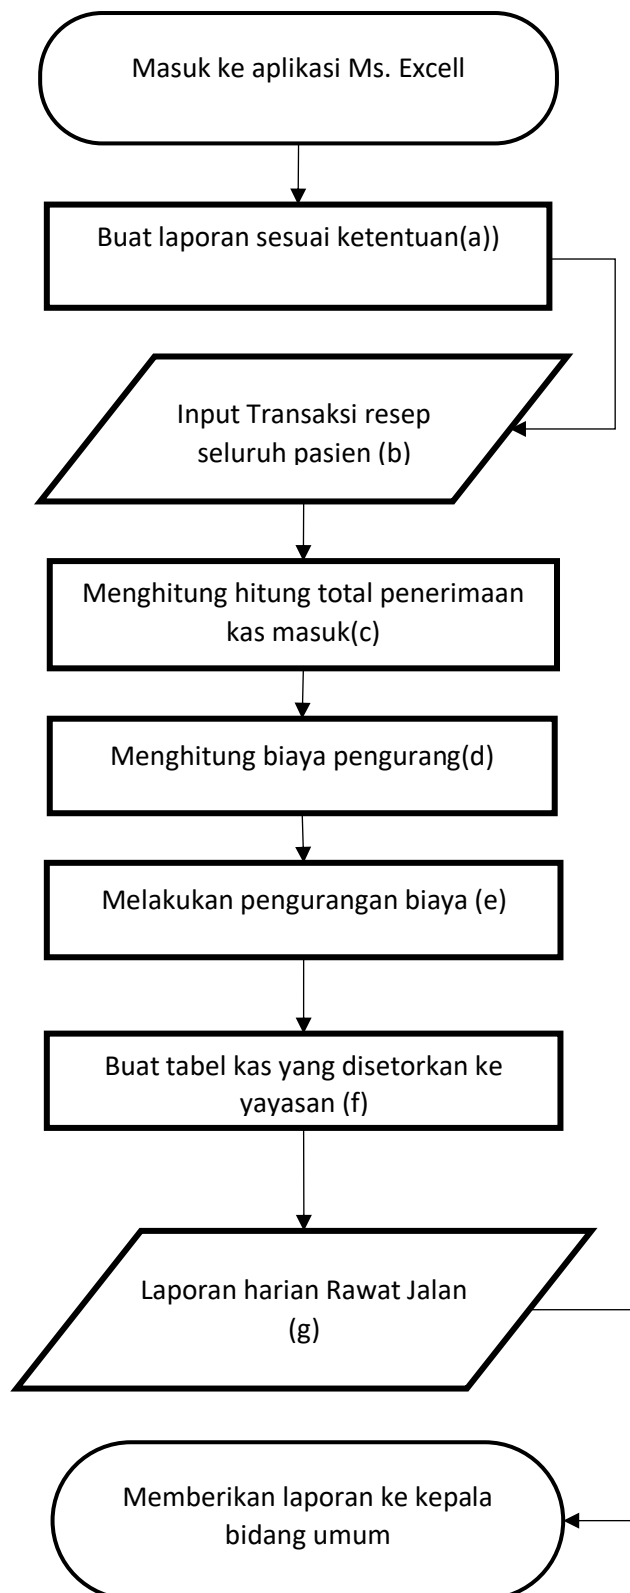 Masuk ke aplikasi Ms. Excell
Buat laporan sesuai ketentuan(a))
Input Transaksi resep
seluruh pasien (b)
Menghitung hitung total penerimaan
kas masuk(c)
Menghitung biaya pengurang(d)
Melakukan pengurangan biaya (e)
Buat tabel kas yang disetorkan ke
yayasan (f)
Laporan harian Rawat Jalan
(g)
Memberikan laporan ke kepala
bidang umum